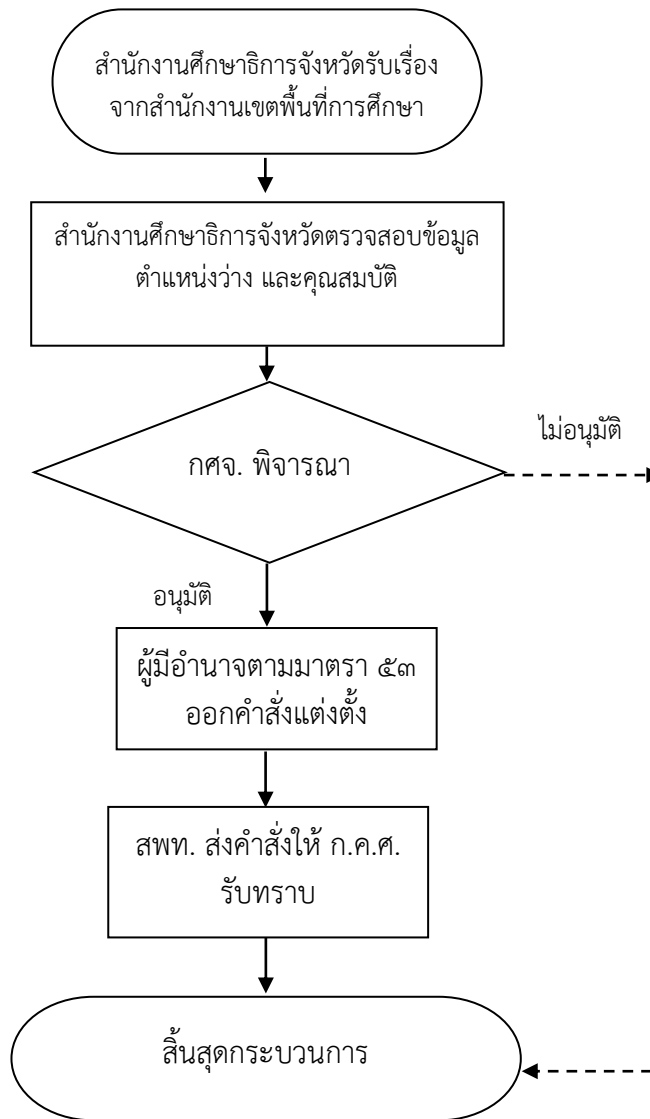 สำนักงานศึกษาธิการจังหวัดรับเรื่อง
จากสำนักงานเขตพื้นที่การศึกษา
สำนักงานศึกษาธิการจังหวัดตรวจสอบข้อมูล
ตำแหน่งว่าง และคุณสมบัติ
ไม่อนุมัติ
กศจ. พิจารณา
อนุมัติ
ผู้มีอำนาจตามมาตรา ๕๓
ออกคำสั่งแต่งตั้ง
สพท. ส่งคำสั่งให้ ก.ค.ศ.
รับทราบ
สิ้นสุดกระบวนการ